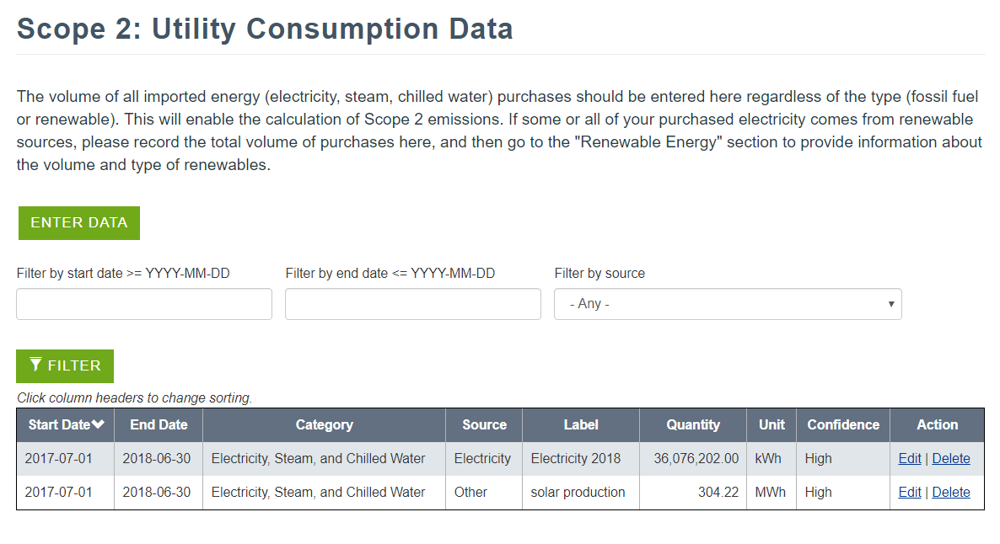 Scope 2: Utility Consumption Data
The volume of all imported energy (electricity, steam, chilled water) purchases should be entered here regardless of the type (fossil fuel
or renewable). This will enable the calculation of Scope 2 emissions. If some or all of your purchased electricity comes from renewable
sources, please record the total volume of purchases here, and then go to the "Renewable Energy" section to provide information about
the volume and type of renewables.
ENTER DATA
Filter by start date >= YYYY-MM-DD Filter by end date <= YYYY-MM-DD Filter by source
- Any -
FILTER
Click column headers to change sorting.
Start Date End Date Category Source Label Quantity Unit Confidence Action
2017-07-01 2018-06-30 Electricity, Steam, and Chilled Water Electricity Electricity 2018 36,076,202.00 kWh High Edit | Delete
2017-07-01 2018-06-30 Electricity, Steam, and Chilled Water Other solar production 304.22 MWh High Edit | Delete